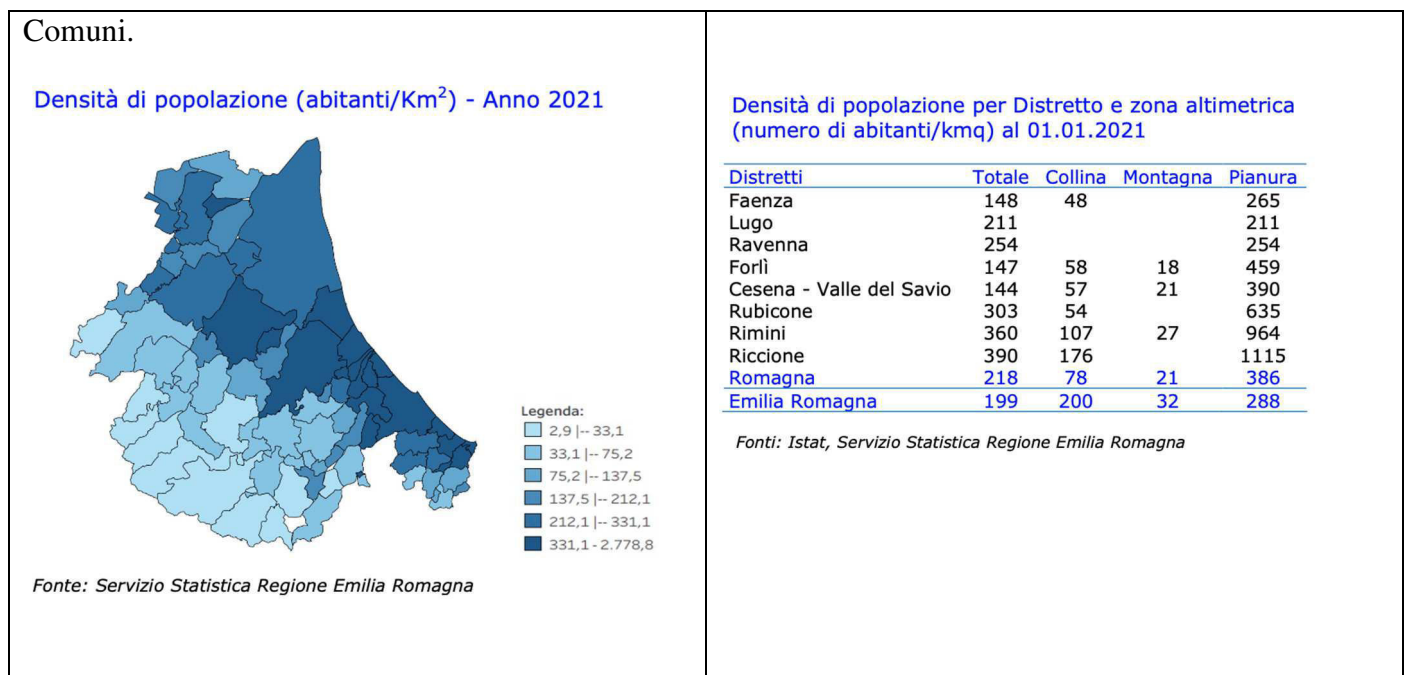 Comuni.
Densità di popolazione (abitanti/Km²) - Anno 2021
Legenda:
2,9 |-- 33,1
33,1 |-- 75,2
75,2 |-- 137,5
137,5 |-- 212,1
212,1 |-- 331,1
331,1 - 2.778,8
Fonte: Servizio Statistica Regione Emilia Romagna
Densità di popolazione per Distretto e zona altimetrica
(numero di abitanti/kmq) al 01.01.2021
Distretti Totale Collina Montagna Pianura
Faenza 148 48 265
Lugo 211 211
Ravenna 254 254
Forlì 147 58 18 459
Cesena - Valle del Savio 144 57 21 390
Rubicone 303 54 635
Rimini 360 107 27 964
Riccione 390 176 1115
Romagna 218 78 21 386
Emilia Romagna 199 200 32 288
Fonti: Istat, Servizio Statistica Regione Emilia Romagna